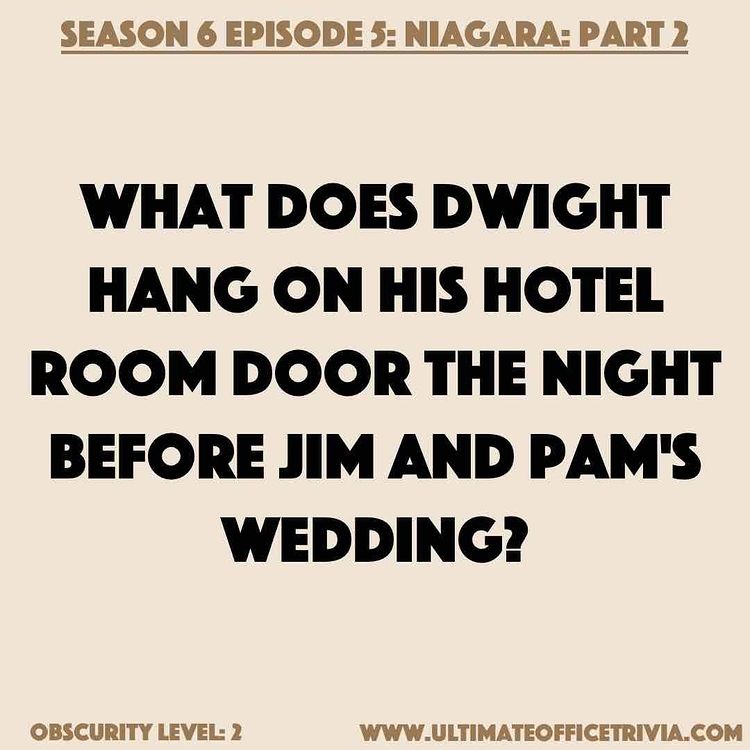 SEASON 6 EPISODE 5: NIAGARA: PART 2
WHAT DOES DWIGHT
HANG ON HIS HOTEL
ROOM DOOR THE NIGHT
BEFORE JIM AND PAM'S
WEDDING?
OBSCURITY LEVEL: 2
WWW.ULTIMATEOFFICETRIVIA.COM